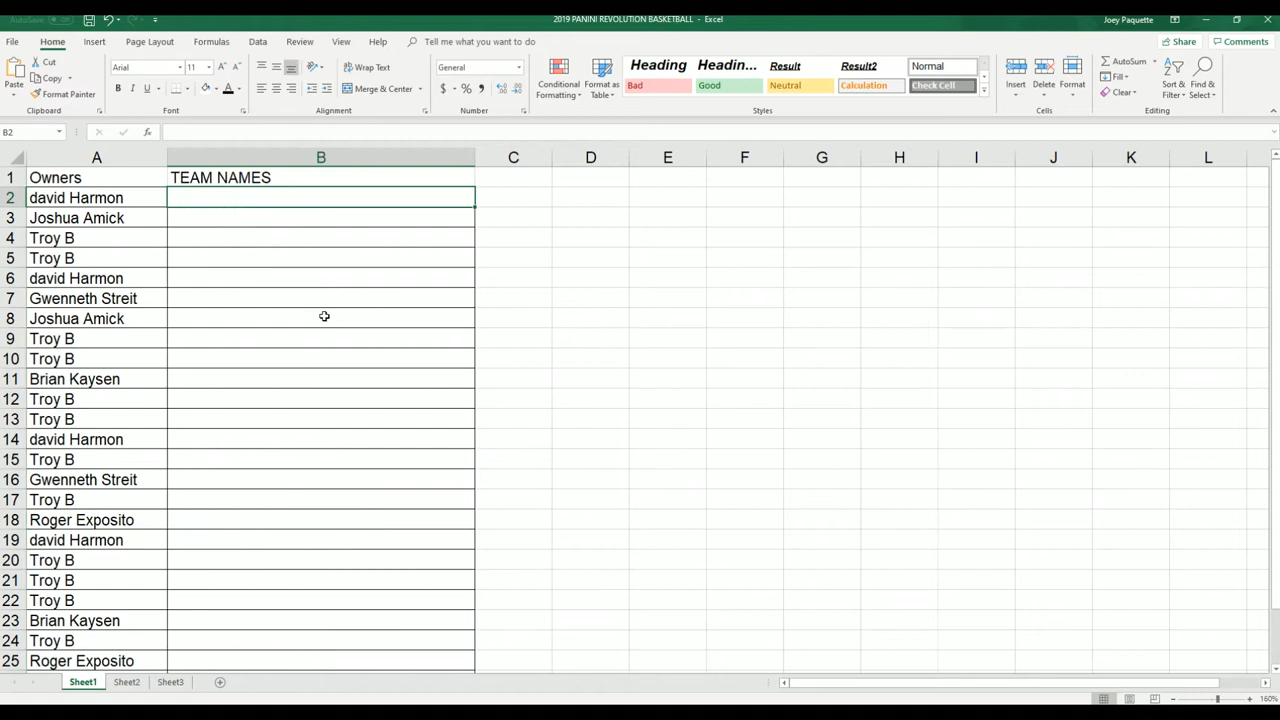 AutoSave
2019 PANINI REVOLUTION BASKETBALL - Excel
Joey Paquette
File Home Insert Page Layout Formulas Data Review View Help Tell me what you want to do
Share Comments
Paste
Cut
Copy
Format Painter
Clipboard
Arial 11
B I U
Font
Wrap Text
Merge & Center
Alignment
General
$ % ,
Number
Conditional Formatting
Format as Table
Heading Headin... Result Result2 Normal
Bad Good Neutral Calculation Check Cell
Styles
Insert Delete Format
Cells
AutoSum
Fill
Clear
Sort & Filter
Find & Select
Editing
B2
fx
A B C D E F G H I J K L
1 Owners TEAM NAMES
2 david Harmon
3 Joshua Amick
4 Troy B
5 Troy B
6 david Harmon
7 Gwenneth Streit
8 Joshua Amick
9 Troy B
10 Troy B
11 Brian Kaysen
12 Troy B
13 Troy B
14 david Harmon
15 Troy B
16 Gwenneth Streit
17 Troy B
18 Roger Exposito
19 david Harmon
20 Troy B
21 Troy B
22 Troy B
23 Brian Kaysen
24 Troy B
25 Roger Exposito
Sheet1 Sheet2 Sheet3
160%